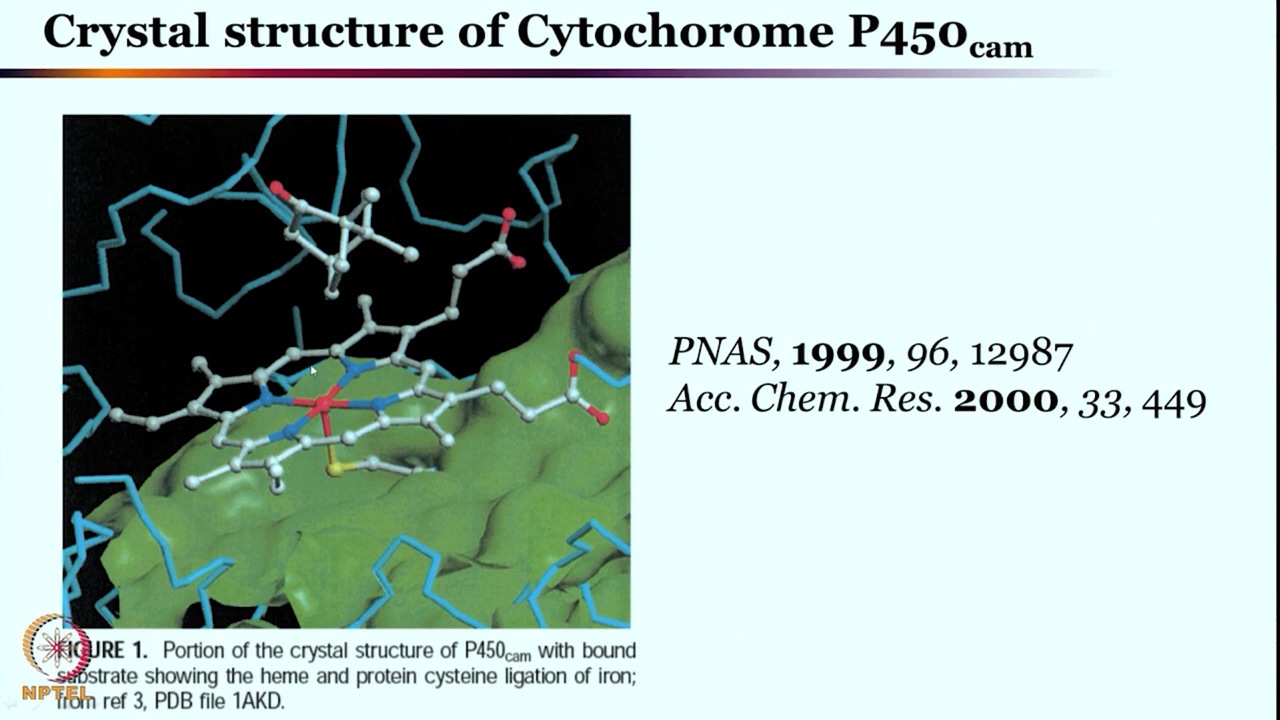 Crystal structure of Cytochorome P450cam
PNAS, 1999, 96, 12987
Acc. Chem. Res. 2000, 33, 449
FIGURE 1. Portion of the crystal structure of P450cam with bound
substrate showing the heme and protein cysteine ligation of iron;
from ref 3, PDB file 1AKD.
NPTEL